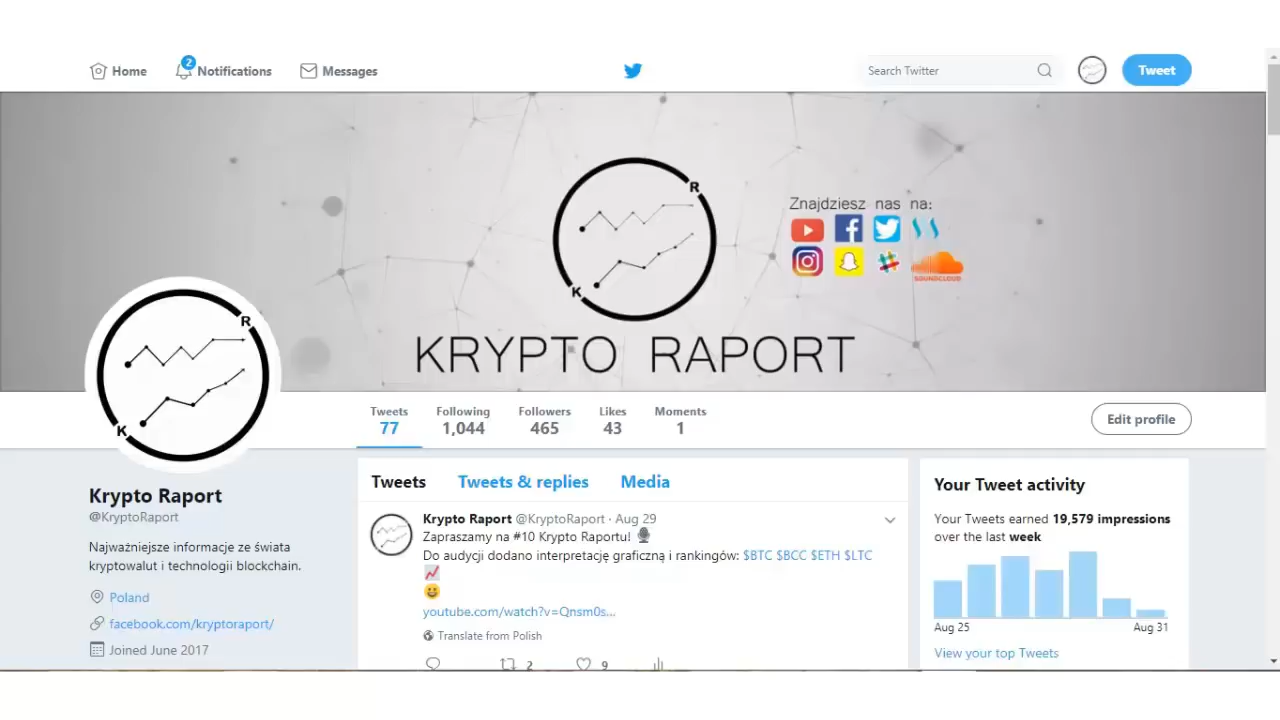 2
Home Notifications Messages Search Twitter Tweet
R
K
Znajdziesz nas na:
SOUNDCLOUD
KRYPTO RAPORT
R
K
Tweets Following Followers Likes Moments
77 1,044 465 43 1
Edit profile
Krypto Raport
@KryptoRaport
Najważniejsze informacje ze świata
kryptowalut i technologii blockchain.
Poland
facebook.com/kryptoraport/
Joined June 2017
Tweets Tweets & replies Media
Krypto Raport @KryptoRaport · Aug 29
Zapraszamy na #10 Krypto Raportu! 🎙
Do audycji dodano interpretację graficzną i rankingów: $BTC $BCC $ETH $LTC
📈
😀
youtube.com/watch?v=Qnsm0s...
Translate from Polish
2 9
Your Tweet activity
Your Tweets earned 19,579 impressions
over the last week
Aug 25 Aug 31
View your top Tweets